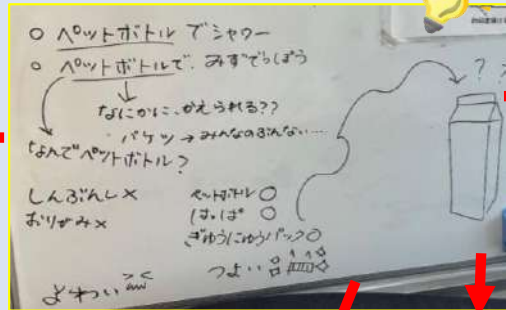 ○ ペットボトルでシャワー
○ ペットボトルで、みずでっぽう
なにかに、かえられる??
バケツ→みんなのぶんない…
なんでペットボトル?
しんぶんし×
おりがみ×
ペットボトル○
はっぱ○
ぎゅうにゅうパック○
つよい
よわい
? ?